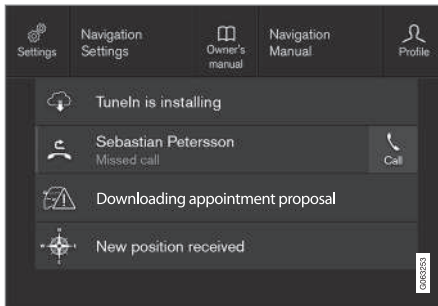 Settings
Navigation
Settings
Owner's
manual
Navigation
Manual
Profile
TuneIn is installing
Sebastian Petersson
Missed call
Call
Downloading appointment proposal
New position received
G063253